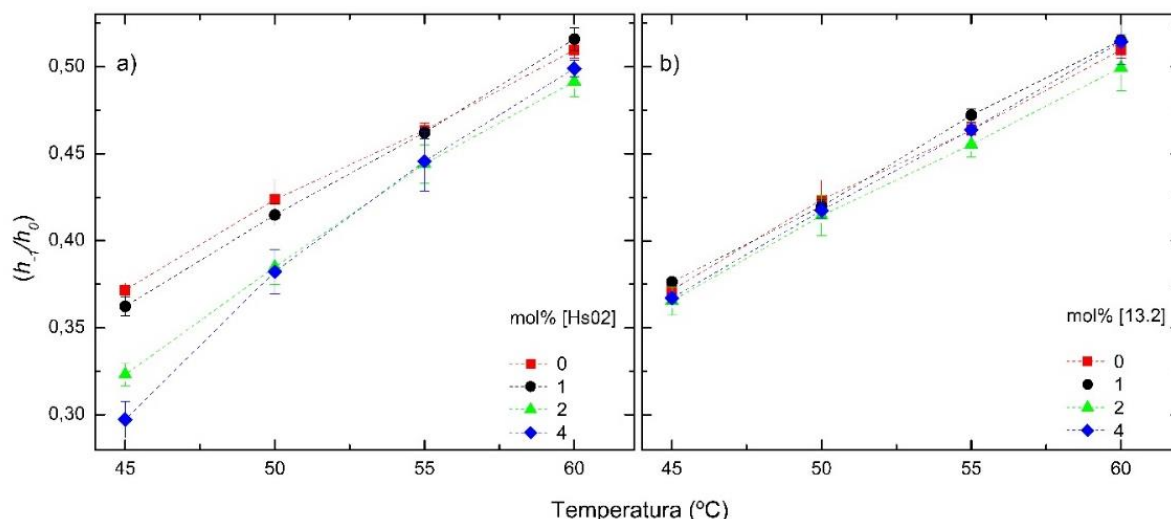 a)
b)
(h-1/h0)
0,50
0,45
0,40
0,35
0,30
mol% [Hs02]
0
1
2
4
mol% [13.2]
0
1
2
4
45 50 55 60
45 50 55 60
Temperatura (ºC)